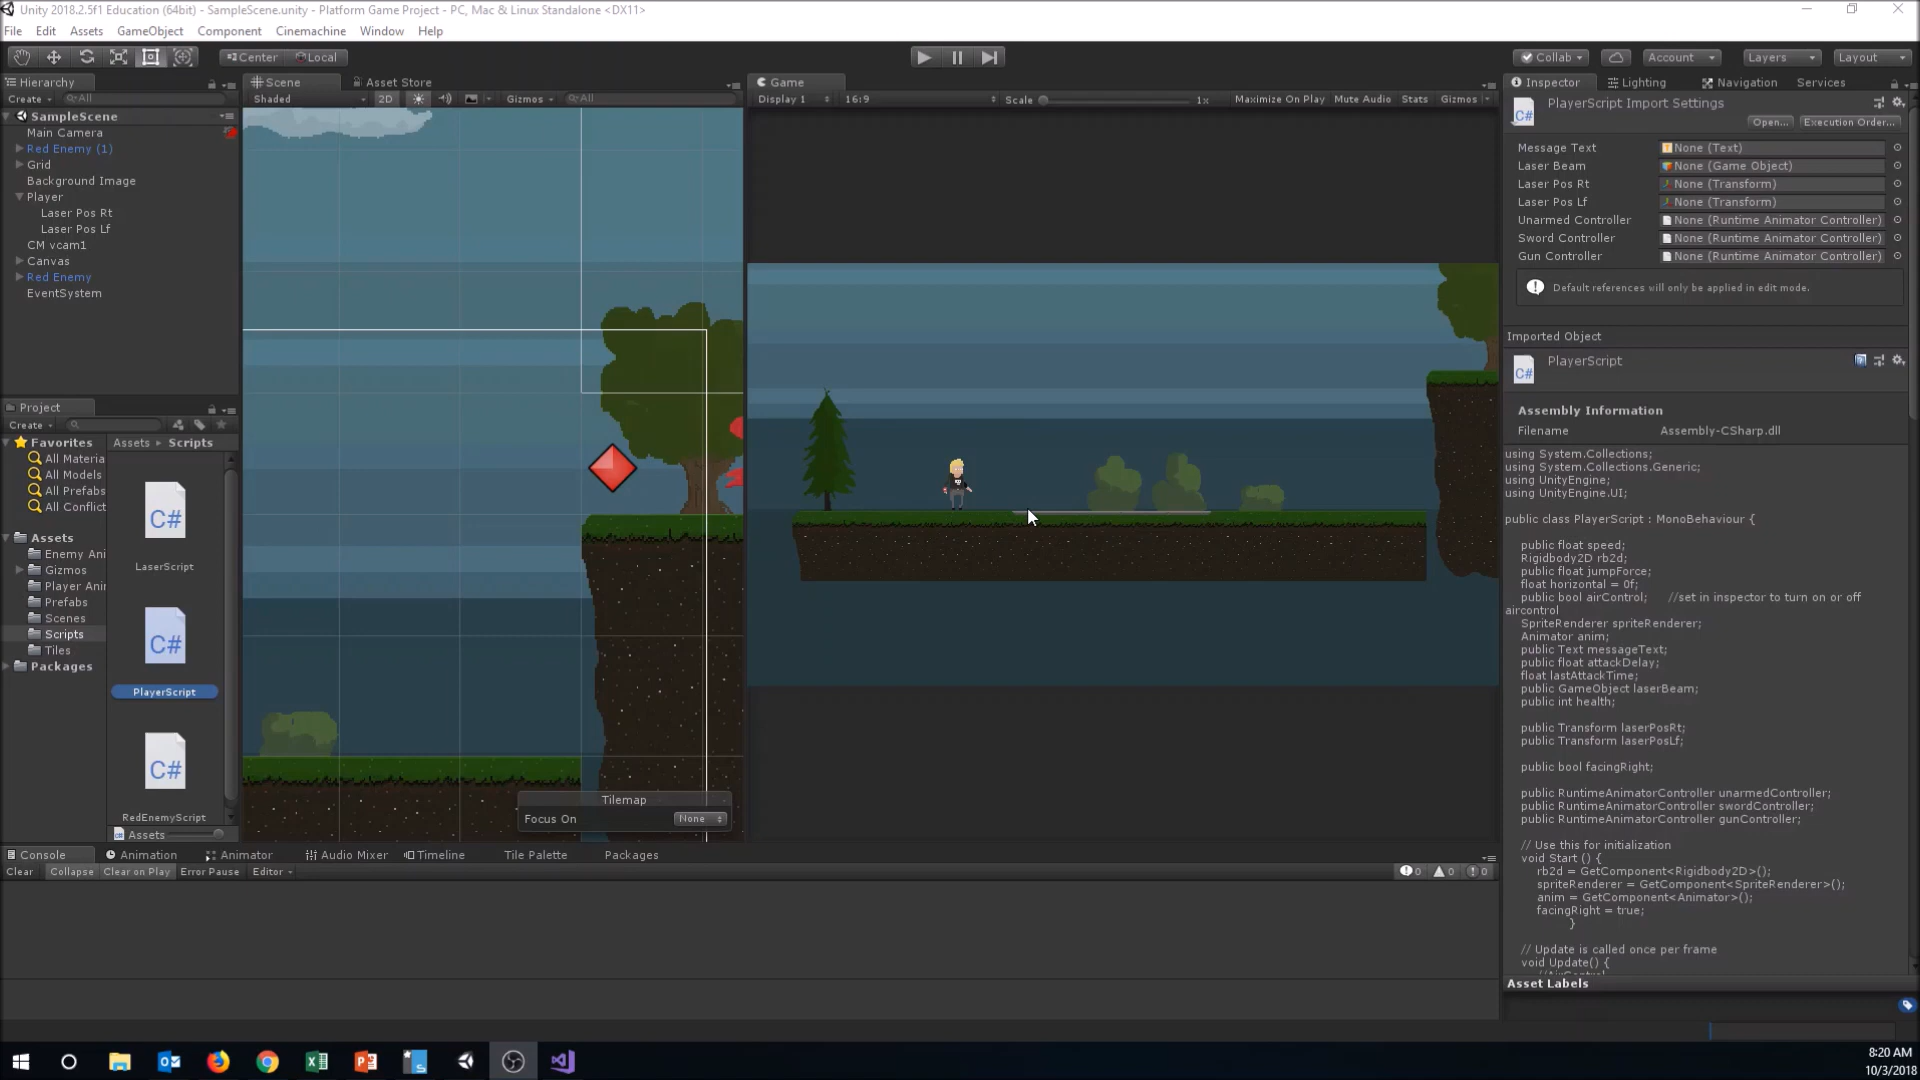 Unity 2018.2.5f1 Education (64bit) - SampleScene.unity - Platform Game Project - PC, Mac & Linux Standalone <DX11>
File Edit Assets GameObject Component Cinemachine Window Help
Center Local Collab Account Layers Layout
Hierarchy
Create All
SampleScene
Main Camera
Red Enemy (1)
Grid
Background Image
Player
Laser Pos Rt
Laser Pos Lf
CM vcam1
Canvas
Red Enemy
EventSystem
Scene Asset Store
Shaded 2D Gizmos All
Tilemap
Focus On None
Game
Display 1 16:9 Scale 1x Maximize On Play Mute Audio Stats Gizmos
Project
Create
Favorites
All Materia
All Models
All Prefabs
All Conflict
Assets
Enemy Ani
Gizmos
Player Anir
Prefabs
Scenes
Scripts
Tiles
Packages
Assets Scripts
C#
LaserScript
C#
PlayerScript
C#
RedEnemyScript
Assets
Console Animation Animator Audio Mixer Timeline Tile Palette Packages
Clear Collapse Clear on Play Error Pause Editor 0 0 0
Inspector Lighting Navigation Services
C# PlayerScript Import Settings
Open... Execution Order...
Message Text None (Text)
Laser Beam None (Game Object)
Laser Pos Rt None (Transform)
Laser Pos Lf None (Transform)
Unarmed Controller None (Runtime Animator Controller)
Sword Controller None (Runtime Animator Controller)
Gun Controller None (Runtime Animator Controller)
Default references will only be applied in edit mode.
Imported Object
C# PlayerScript
Assembly Information
Filename Assembly-CSharp.dll
using System.Collections;
using System.Collections.Generic;
using UnityEngine;
using UnityEngine.UI;
public class PlayerScript : MonoBehaviour {
public float speed;
Rigidbody2D rb2d;
public float jumpForce;
float horizontal = 0f;
public bool airControl; //set in inspector to turn on or off
aircontrol
SpriteRenderer spriteRenderer;
Animator anim;
public Text messageText;
public float attackDelay;
float lastAttackTime;
public GameObject laserBeam;
public int health;
public Transform laserPosRt;
public Transform laserPosLf;
public bool facingRight;
public RuntimeAnimatorController unarmedController;
public RuntimeAnimatorController swordController;
public RuntimeAnimatorController gunController;
// Use this for initialization
void Start () {
rb2d = GetComponent<Rigidbody2D>();
spriteRenderer = GetComponent<SpriteRenderer>();
anim = GetComponent<Animator>();
facingRight = true;
}
// Update is called once per frame
void Update() {
Asset Labels
8:20 AM
10/3/2018